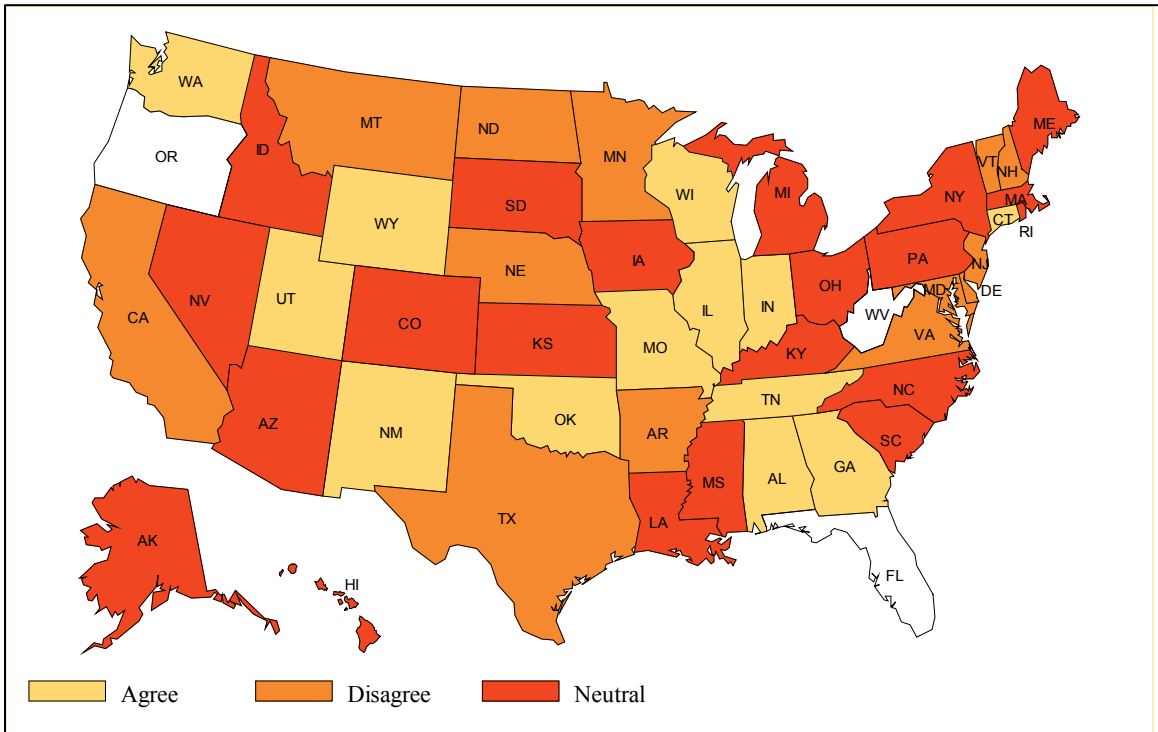 WA
MT
ND
MN
ME
OR
ID
VT
NH
WI
MI
NY
MA
SD
CT
RI
WY
IA
PA
NE
NJ
OH
MD
DE
UT
NV
CA
CO
IL
IN
WV
VA
KS
MO
KY
NC
TN
OK
AZ
NM
AR
SC
GA
AL
MS
TX
LA
AK
FL
HI
Agree Disagree Neutral